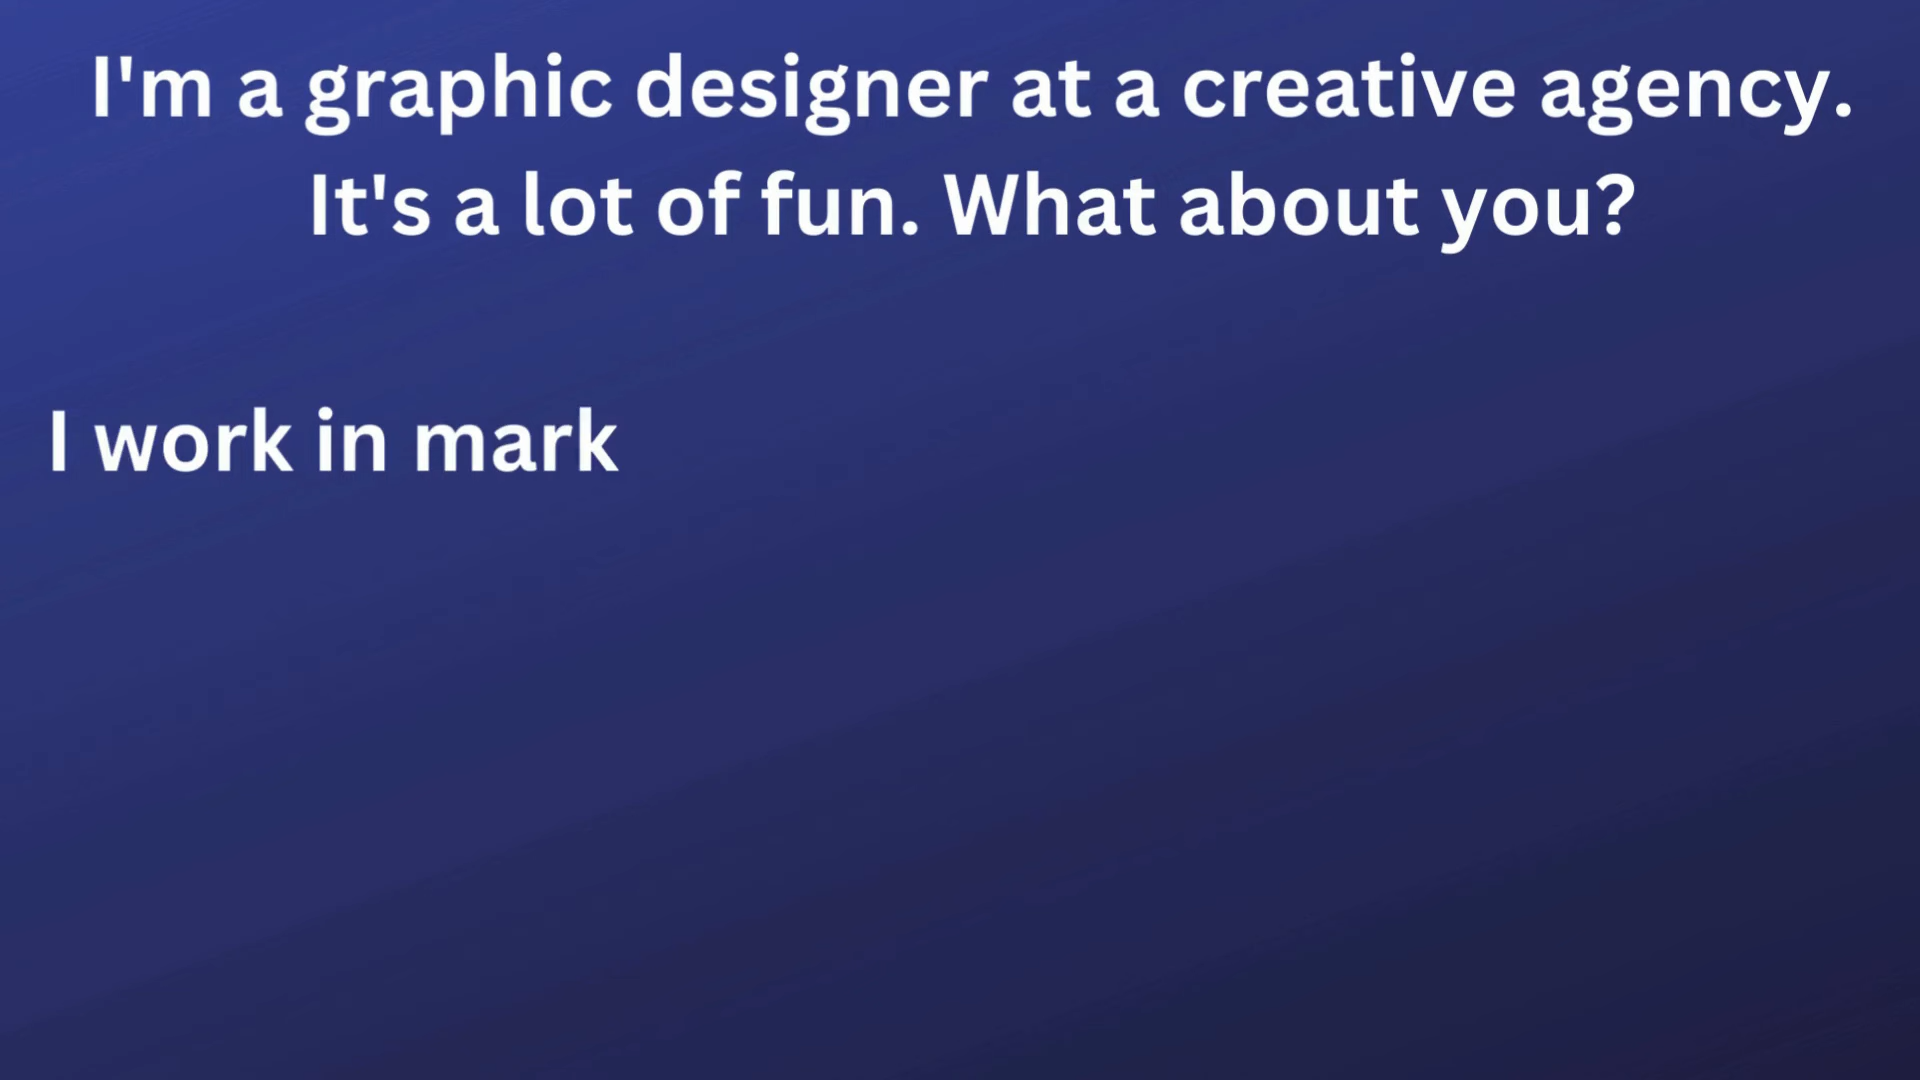 I'm a graphic designer at a creative agency.
It's a lot of fun. What about you?
I work in mark